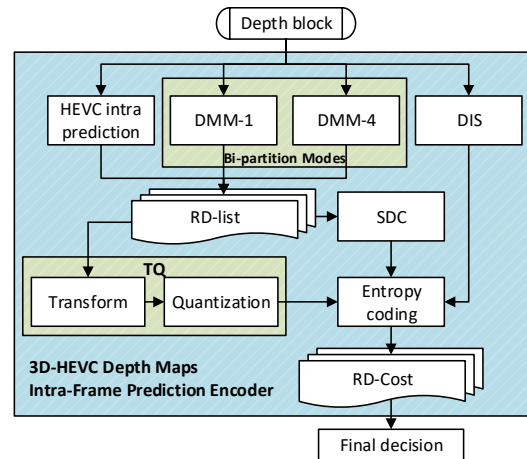 Depth block
HEVC intra
prediction
DMM-1
DMM-4
DIS
Bi-partition Modes
RD-list
SDC
TQ
Transform
Quantization
Entropy
coding
3D-HEVC Depth Maps
Intra-Frame Prediction Encoder
RD-Cost
Final decision